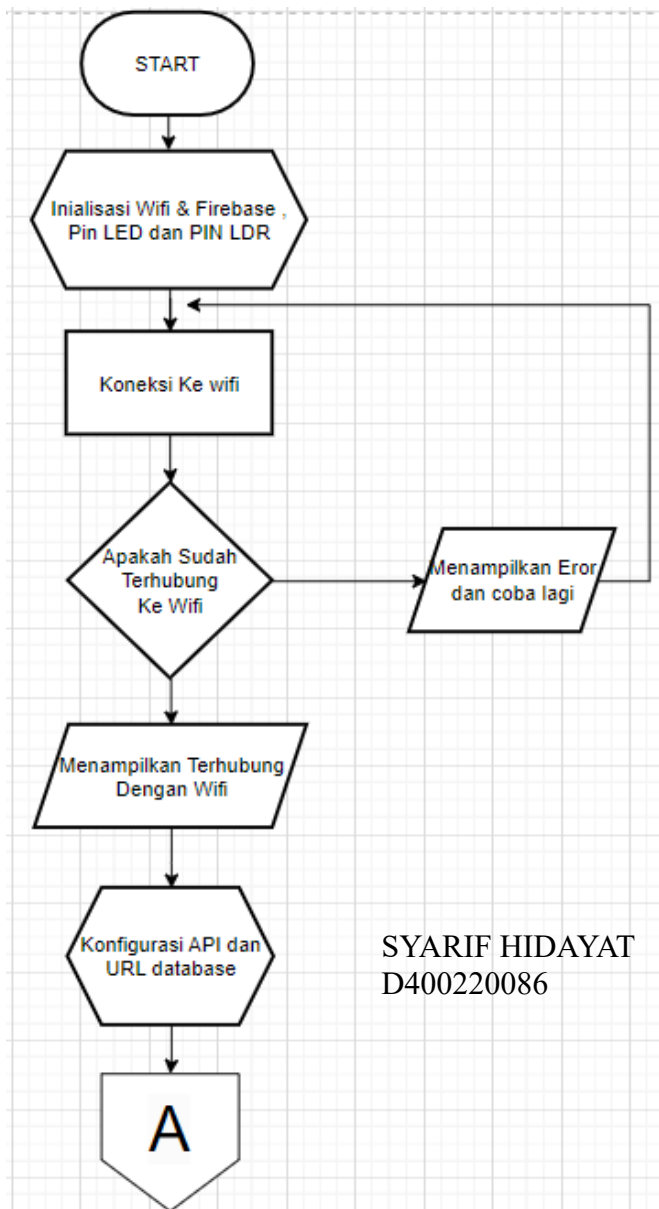 START
Inialisasi Wifi & Firebase ,
Pin LED dan PIN LDR
Koneksi Ke wifi
Apakah Sudah
Terhubung
Ke Wifi
Menampilkan Eror
dan coba lagi
Menampilkan Terhubung
Dengan Wifi
Konfigurasi API dan
URL database
SYARIF HIDAYAT
D400220086
A